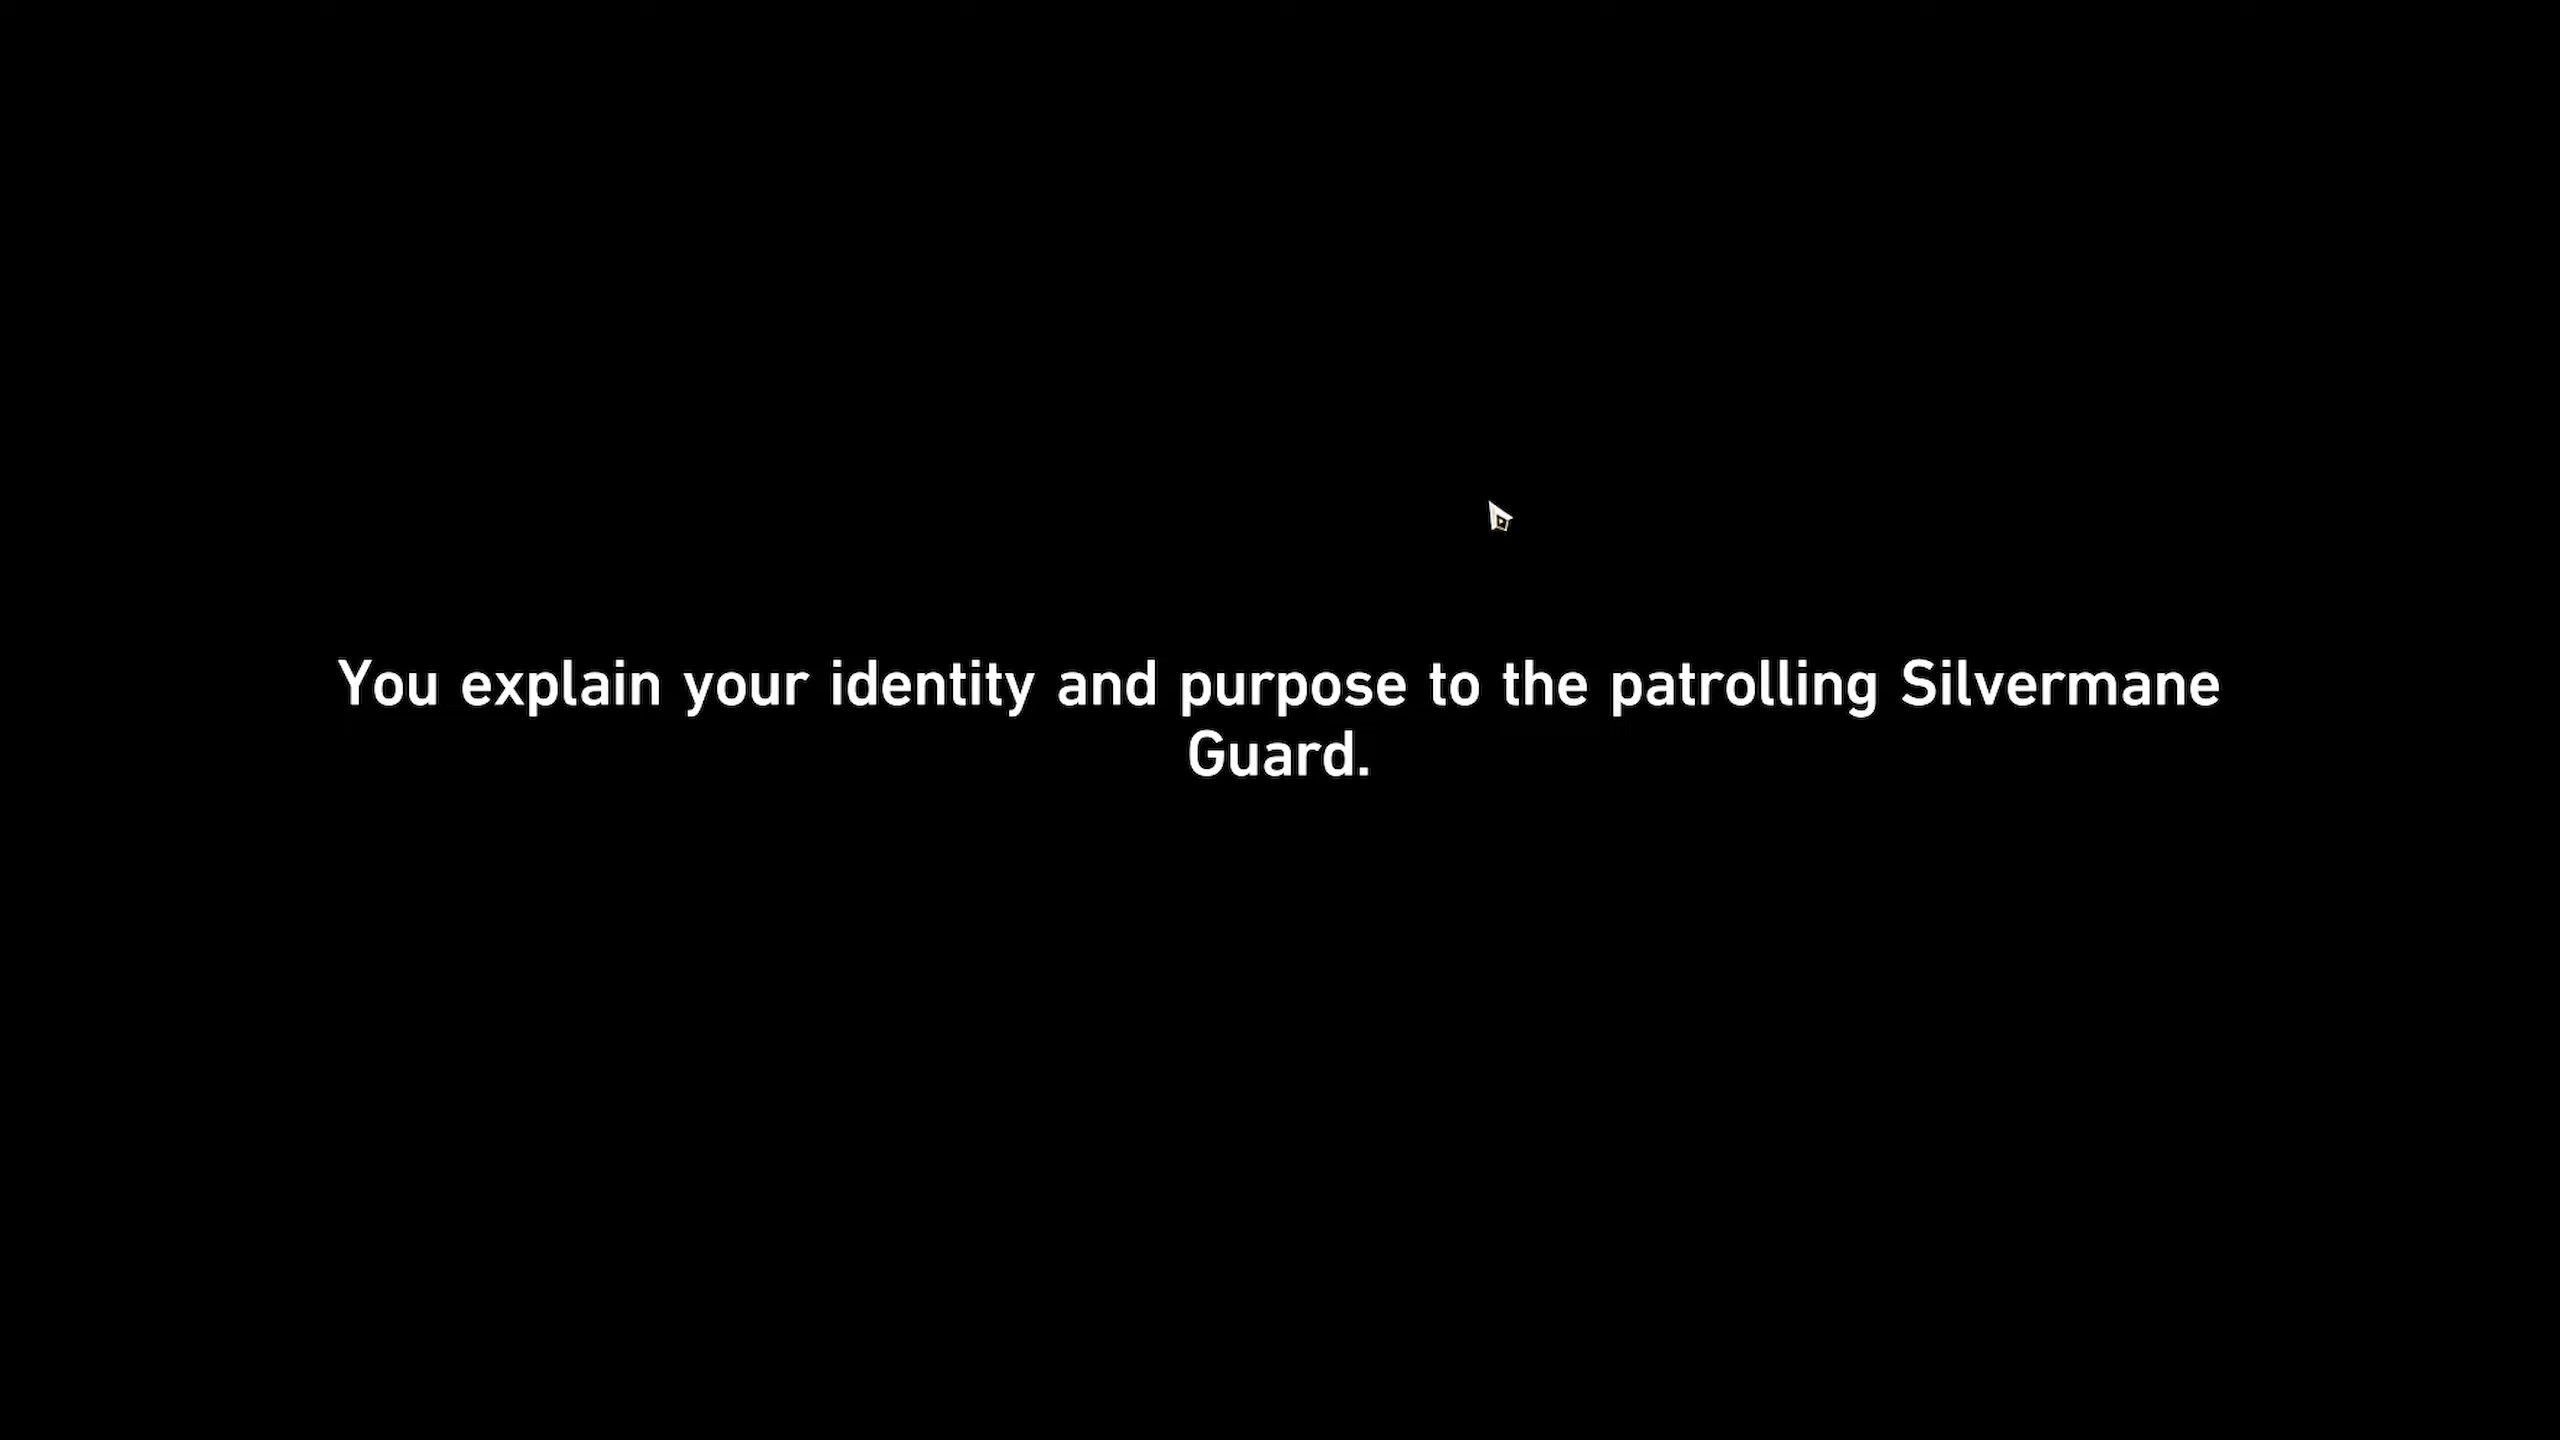 You explain your identity and purpose to the patrolling Silvermane
Guard.